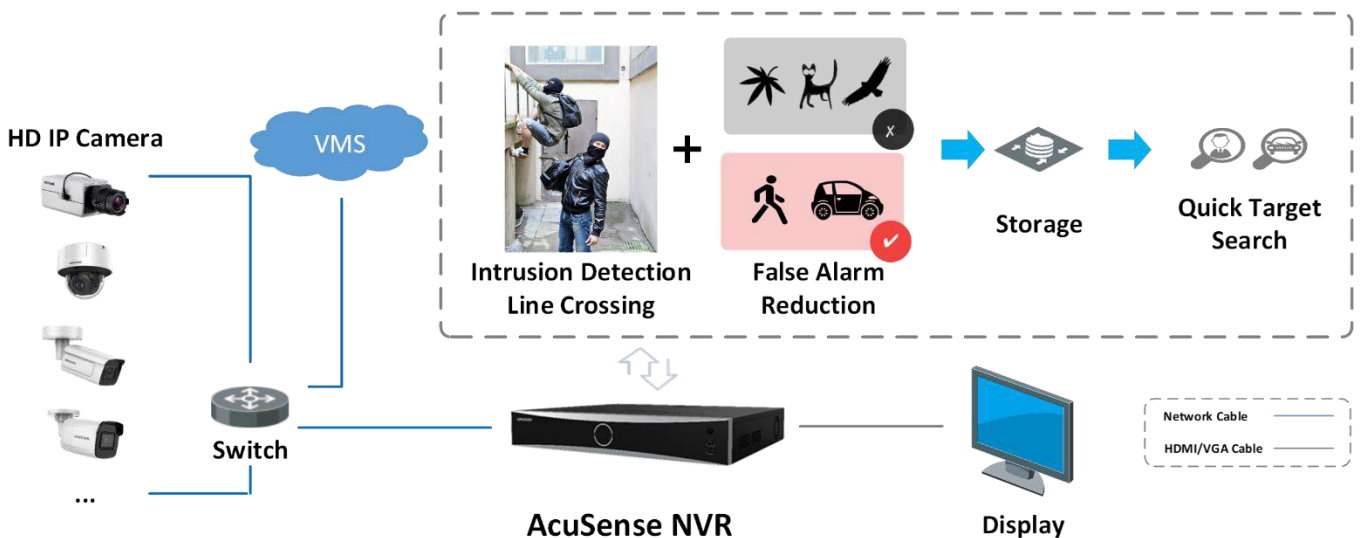 HD IP Camera
VMS
Intrusion Detection
Line Crossing
+
False Alarm
Reduction
Storage
Quick Target
Search
Switch
AcuSense NVR
Display
Network Cable
HDMI/VGA Cable
...